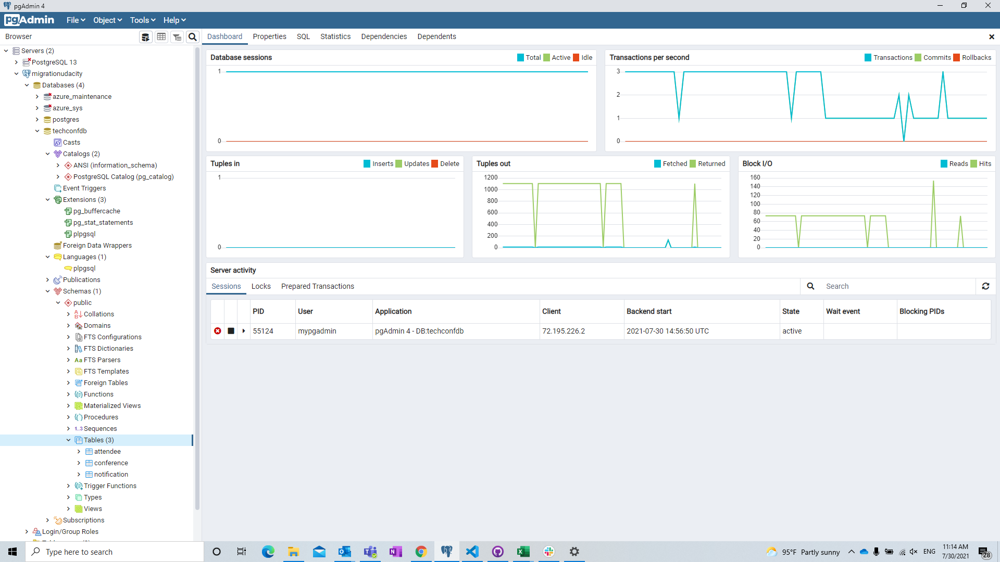 pgAdmin 4
pgAdmin File Object Tools Help
Browser
Dashboard Properties SQL Statistics Dependencies Dependents
Servers (2)
PostgreSQL 13
migrationudacity
Databases (4)
azure_maintenance
azure_sys
postgres
techconfdb
Casts
Catalogs (2)
ANSI (information_schema)
PostgreSQL Catalog (pg_catalog)
Event Triggers
Extensions (3)
pg_buffercache
pg_stat_statements
plpgsql
Foreign Data Wrappers
Languages (1)
plpgsql
Publications
Schemas (1)
public
Collations
Domains
FTS Configurations
FTS Dictionaries
Aa FTS Parsers
FTS Templates
Foreign Tables
Functions
Materialized Views
Procedures
1..3 Sequences
Tables (3)
attendee
conference
notification
Trigger Functions
Types
Views
Subscriptions
Login/Group Roles
Database sessions Total Active Idle
1
0
Transactions per second Transactions Commits Rollbacks
3
2
1
0
Tuples in Inserts Updates Delete
1
0
Tuples out Fetched Returned
1200
1000
800
600
400
200
0
Block I/O Reads Hits
160
140
120
100
80
60
40
20
0
Server activity
Sessions Locks Prepared Transactions Search
PID User Application Client Backend start State Wait event Blocking PIDs
55124 mypgadmin pgAdmin 4 - DB:techconfdb 72.195.226.2 2021-07-30 14:56:50 UTC active
Type here to search
95°F Partly sunny
ENG
11:14 AM
7/30/2021
28